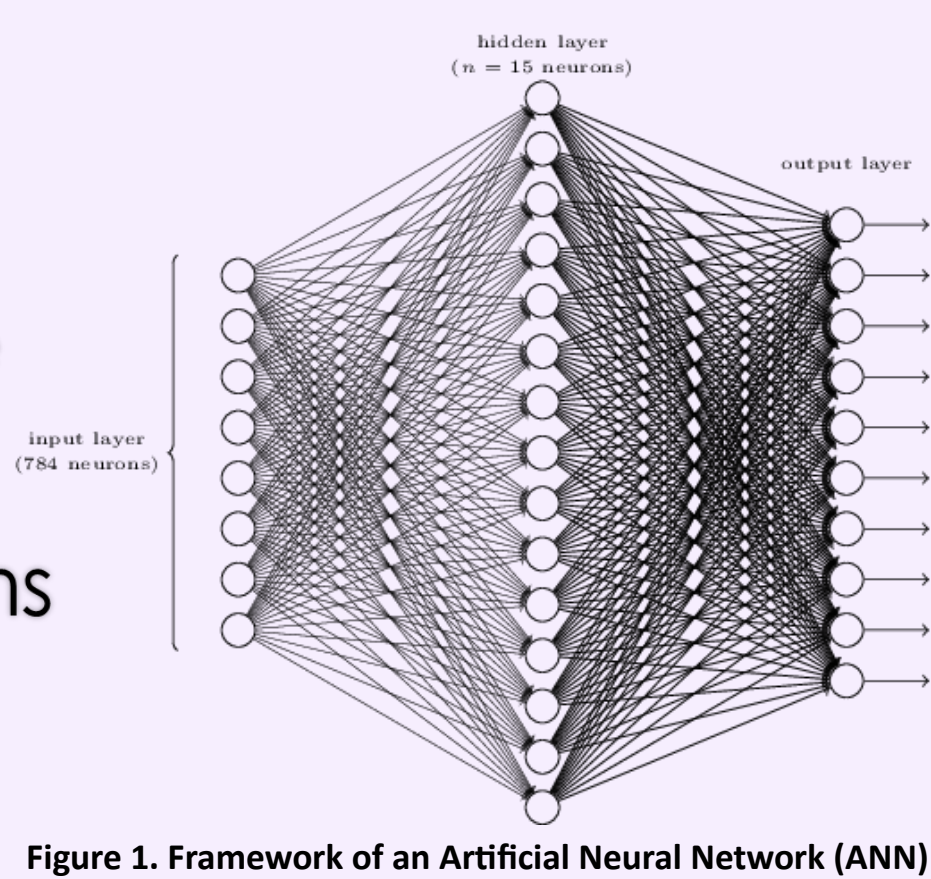 hidden layer
(n = 15 neurons)
output layer
input layer
(784 neurons)
ns
Figure 1. Framework of an Artificial Neural Network (ANN)